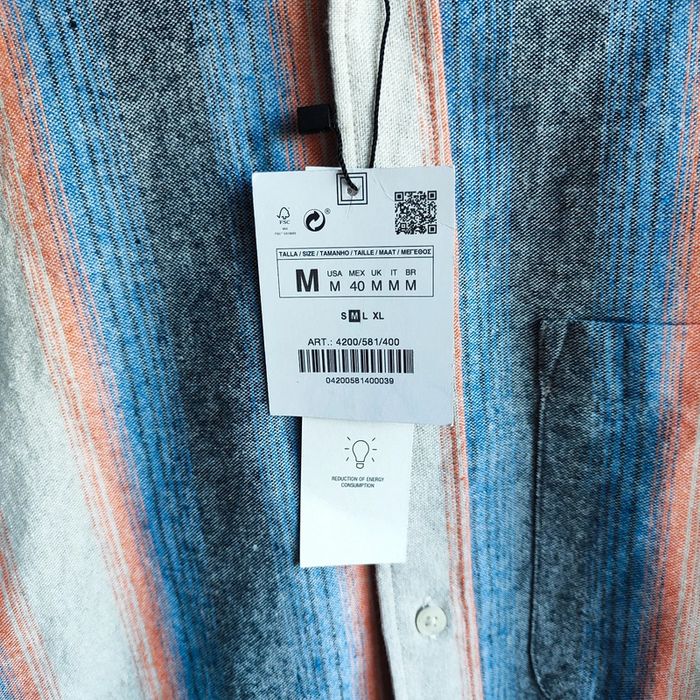 FSC
MIX
®
TALLA / SIZE / TAMANHO / TAILLE / MAAT / ΜΕΓΕΘΟΣ
M
USA MEX UK IT BR
M 40 M M M
S M L XL
ART.: 4200/581/400
04200581400039
REDUCTION OF ENERGY
CONSUMPTION